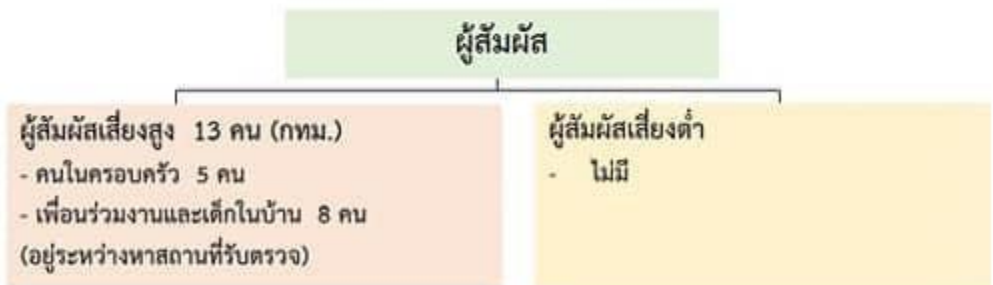 ผู้สัมผัส
ผู้สัมผัสเสี่ยงสูง 13 คน (กทม.)
- คนในครอบครัว 5 คน
- เพื่อนร่วมงานและเด็กในบ้าน 8 คน
(อยู่ระหว่างหาสถานที่รับตรวจ)
ผู้สัมผัสเสี่ยงต่ำ
- ไม่มี